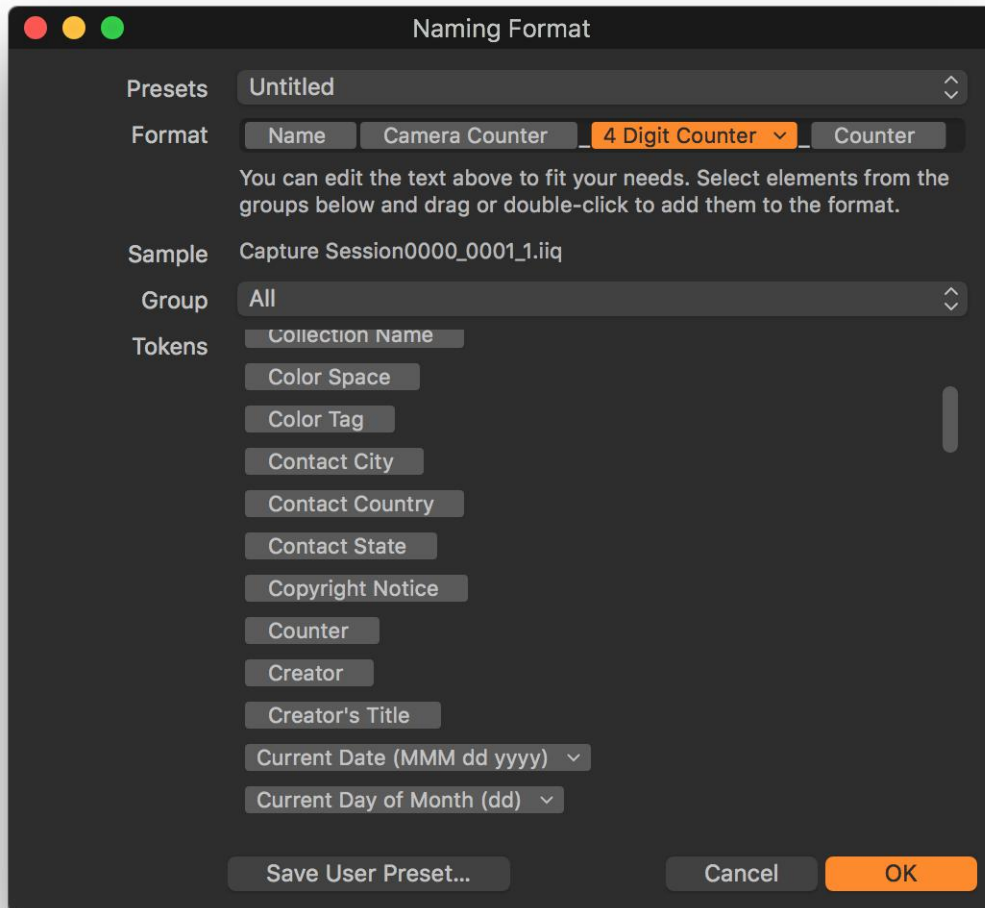 Naming Format
Presets Untitled
Format Name Camera Counter _ 4 Digit Counter _ Counter
You can edit the text above to fit your needs. Select elements from the
groups below and drag or double-click to add them to the format.
Sample Capture Session0000_0001_1.iiq
Group All
Tokens Collection Name
Color Space
Color Tag
Contact City
Contact Country
Contact State
Copyright Notice
Counter
Creator
Creator's Title
Current Date (MMM dd yyyy)
Current Day of Month (dd)
Save User Preset... Cancel OK